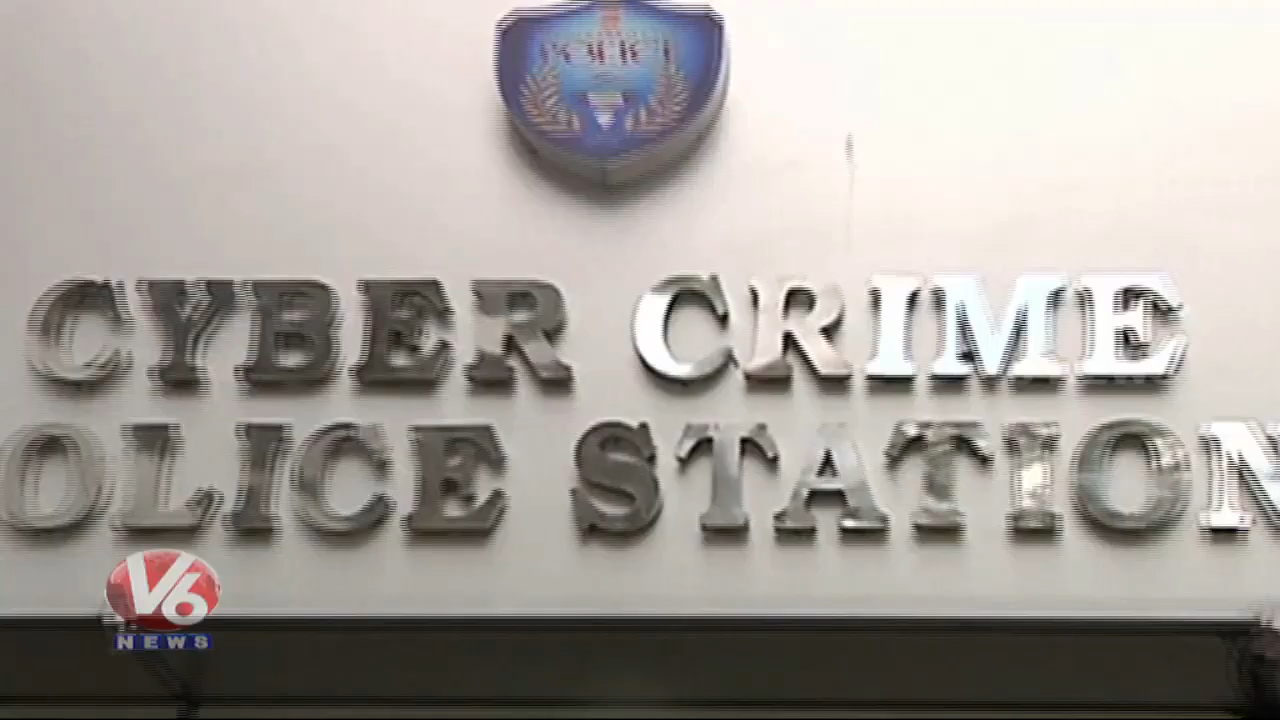 POLICE
CYBER CRIME
OLICE STATION
V6
NEWS